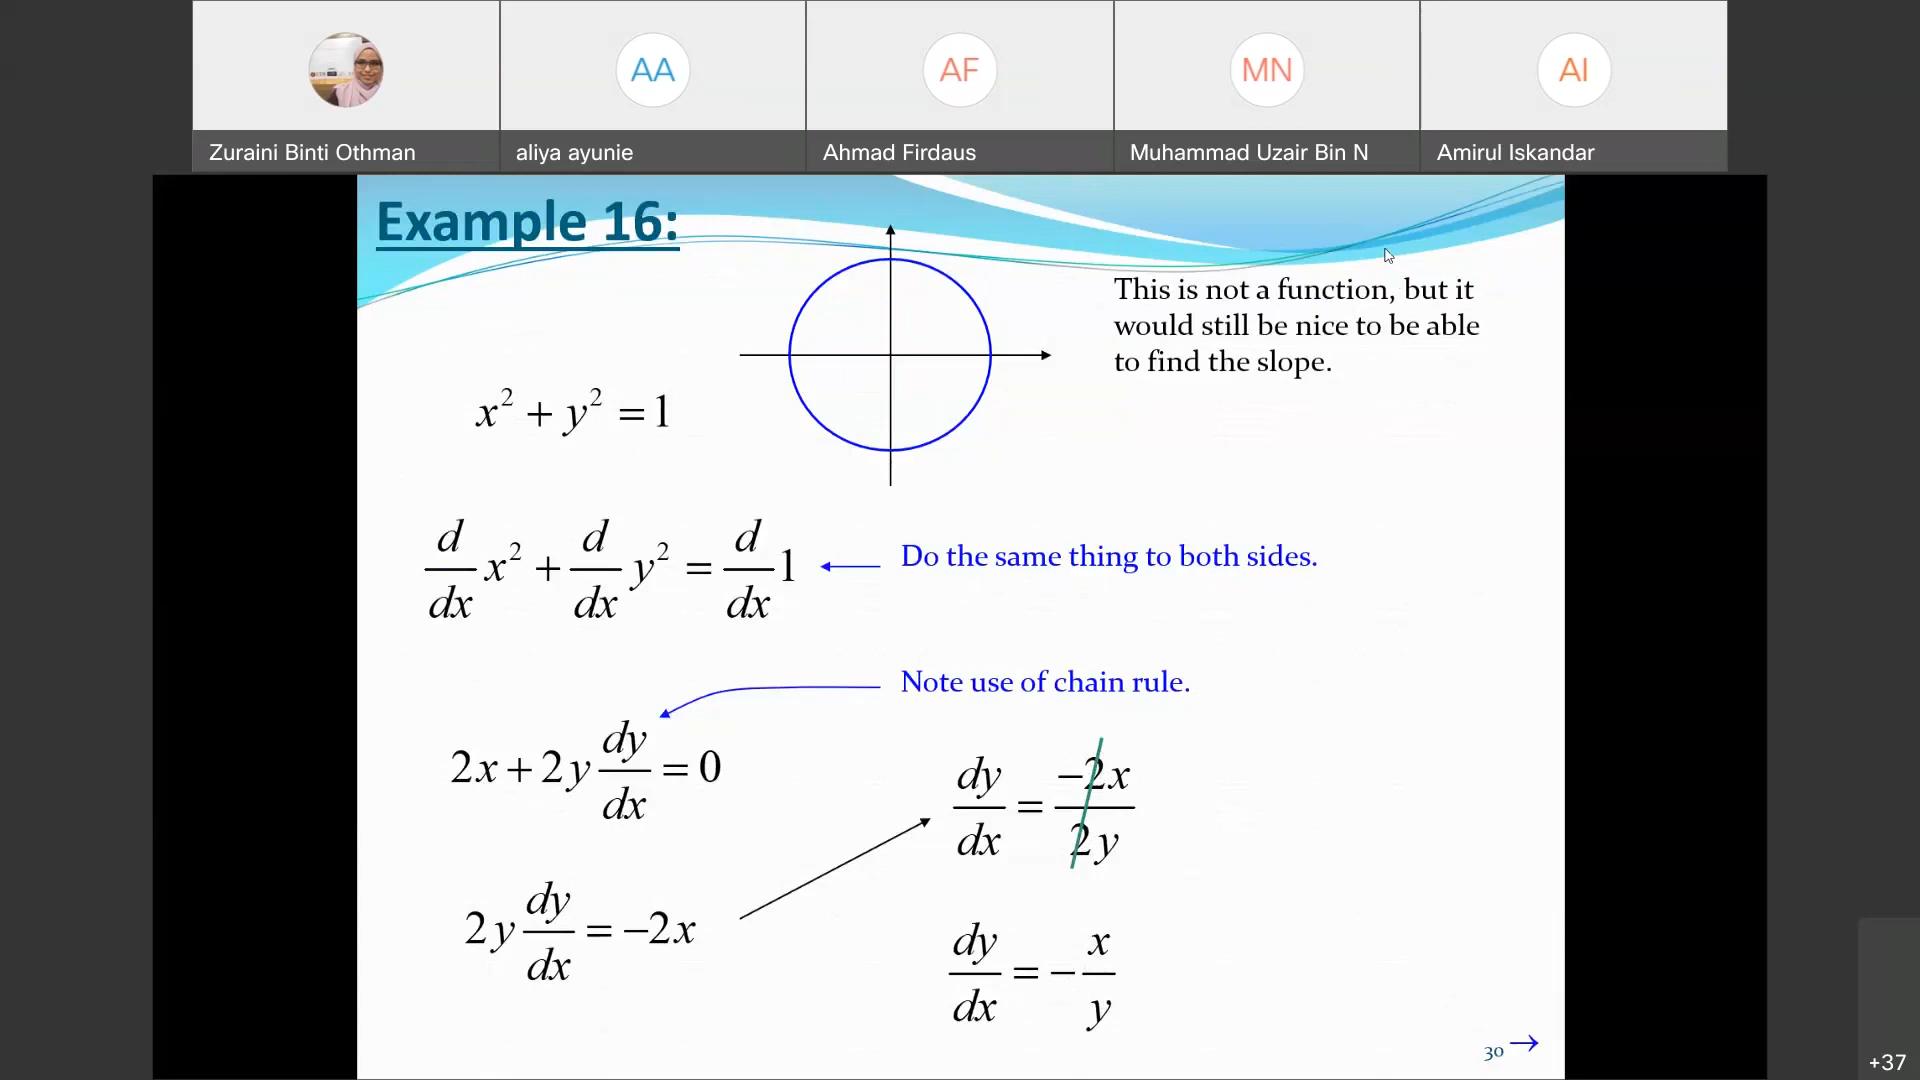 AA
AF
MN
AI
Zuraini Binti Othman
aliya ayunie
Ahmad Firdaus
Muhammad Uzair Bin N
Amirul Iskandar
Example 16:
This is not a function, but it
would still be nice to be able
to find the slope.
x² + y² = 1
d/dx x² + d/dx y² = d/dx 1
Do the same thing to both sides.
Note use of chain rule.
2x + 2y dy/dx = 0
dy/dx = −2x/2y
2y dy/dx = −2x
dy/dx = − x/y
30
+37